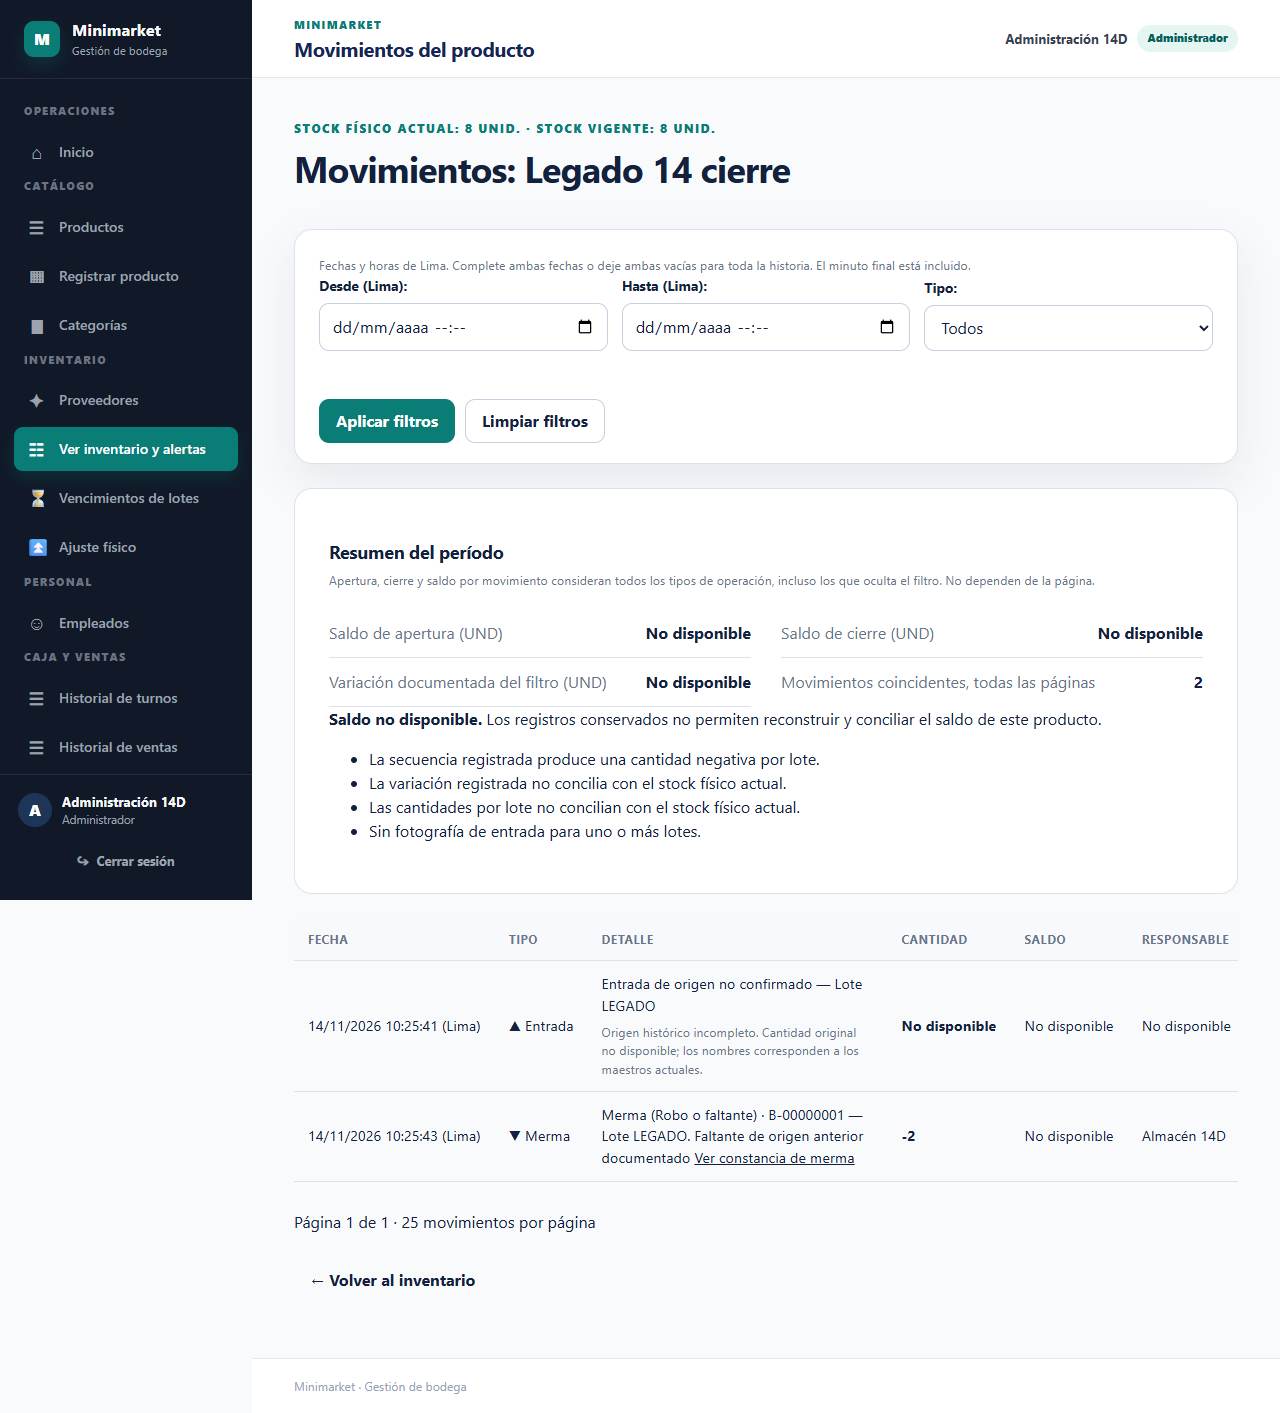 M
Minimarket
Gestión de bodega
OPERACIONES
Inicio
CATÁLOGO
Productos
Registrar producto
Categorías
INVENTARIO
Proveedores
Ver inventario y alertas
Vencimientos de lotes
Ajuste físico
PERSONAL
Empleados
CAJA Y VENTAS
Historial de turnos
Historial de ventas
A
Administración 14D
Administrador
Cerrar sesión
MINIMARKET
Movimientos del producto
Administración 14D
Administrador
STOCK FÍSICO ACTUAL: 8 UNID. · STOCK VIGENTE: 8 UNID.
Movimientos: Legado 14 cierre
Fechas y horas de Lima. Complete ambas fechas o deje ambas vacías para toda la historia. El minuto final está incluido.
Desde (Lima):
dd/mm/aaaa --:--
Hasta (Lima):
dd/mm/aaaa --:--
Tipo:
Todos
Aplicar filtros
Limpiar filtros
Resumen del período
Apertura, cierre y saldo por movimiento consideran todos los tipos de operación, incluso los que oculta el filtro. No dependen de la página.
Saldo de apertura (UND) No disponible
Saldo de cierre (UND) No disponible
Variación documentada del filtro (UND) No disponible
Movimientos coincidentes, todas las páginas 2
Saldo no disponible. Los registros conservados no permiten reconstruir y conciliar el saldo de este producto.
• La secuencia registrada produce una cantidad negativa por lote.
• La variación registrada no concilia con el stock físico actual.
• Las cantidades por lote no concilian con el stock físico actual.
• Sin fotografía de entrada para uno o más lotes.
FECHA TIPO DETALLE CANTIDAD SALDO RESPONSABLE
14/11/2026 10:25:41 (Lima)
▲ Entrada
Entrada de origen no confirmado — Lote
LEGADO
Origen histórico incompleto. Cantidad original
no disponible; los nombres corresponden a los
maestros actuales.
No disponible
No disponible
No disponible
14/11/2026 10:25:43 (Lima)
▼ Merma
Merma (Robo o faltante) · B-00000001 —
Lote LEGADO. Faltante de origen anterior
documentado Ver constancia de merma
-2
No disponible
Almacén 14D
Página 1 de 1 · 25 movimientos por página
← Volver al inventario
Minimarket · Gestión de bodega